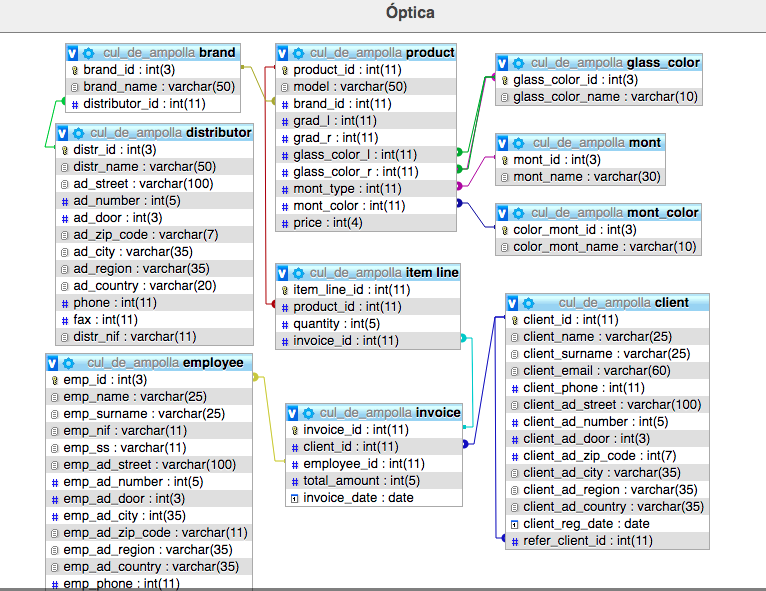 Óptica
cul_de_ampolla brand
brand_id : int(3)
brand_name : varchar(50)
distributor_id : int(11)
cul_de_ampolla distributor
distr_id : int(3)
distr_name : varchar(50)
ad_street : varchar(100)
ad_number : int(5)
ad_door : int(3)
ad_zip_code : varchar(7)
ad_city : varchar(35)
ad_region : varchar(35)
ad_country : varchar(20)
phone : int(11)
fax : int(11)
distr_nif : varchar(11)
cul_de_ampolla employee
emp_id : int(3)
emp_name : varchar(25)
emp_surname : varchar(25)
emp_nif : varchar(11)
emp_ss : varchar(11)
emp_ad_street : varchar(100)
emp_ad_number : int(5)
emp_ad_door : int(3)
emp_ad_city : int(35)
emp_ad_zip_code : varchar(11)
emp_ad_region : varchar(35)
emp_ad_country : varchar(35)
emp_phone : int(11)
cul_de_ampolla product
product_id : int(11)
model : varchar(50)
brand_id : int(11)
grad_l : int(11)
grad_r : int(11)
glass_color_l : int(11)
glass_color_r : int(11)
mont_type : int(11)
mont_color : int(11)
price : int(4)
cul_de_ampolla item line
item_line_id : int(11)
product_id : int(11)
quantity : int(5)
invoice_id : int(11)
cul_de_ampolla invoice
invoice_id : int(11)
client_id : int(11)
employee_id : int(11)
total_amount : int(5)
invoice_date : date
cul_de_ampolla glass_color
glass_color_id : int(3)
glass_color_name : varchar(10)
cul_de_ampolla mont
mont_id : int(3)
mont_name : varchar(30)
cul_de_ampolla mont_color
color_mont_id : int(3)
color_mont_name : varchar(10)
cul_de_ampolla client
client_id : int(11)
client_name : varchar(25)
client_surname : varchar(25)
client_email : varchar(60)
client_phone : int(11)
client_ad_street : varchar(100)
client_ad_number : int(5)
client_ad_door : int(3)
client_ad_zip_code : int(7)
client_ad_city : varchar(35)
client_ad_region : varchar(35)
client_ad_country : varchar(35)
client_reg_date : date
refer_client_id : int(11)